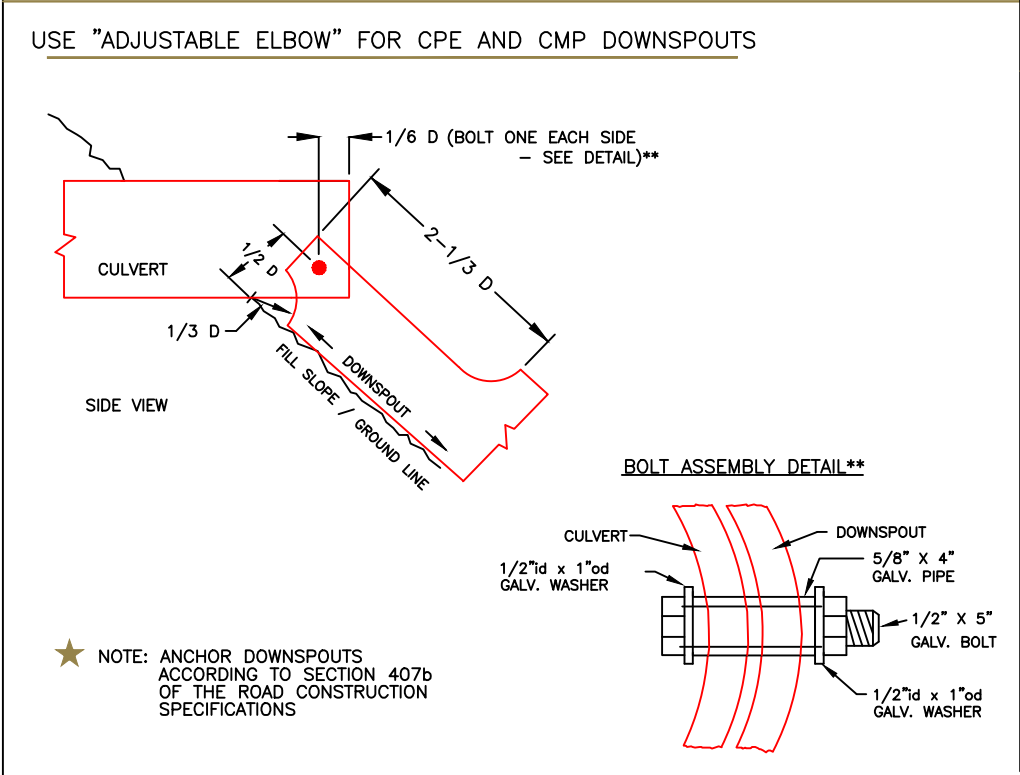 USE "ADJUSTABLE ELBOW" FOR CPE AND CMP DOWNSPOUTS
1/6 D (BOLT ONE EACH SIDE
- SEE DETAIL)**
2-1/3 D
1/2 D
CULVERT
1/3 D
DOWNSPOUT
FILL SLOPE / GROUND LINE
SIDE VIEW
BOLT ASSEMBLY DETAIL**
CULVERT
DOWNSPOUT
1/2"id x 1"od
GALV. WASHER
5/8" X 4"
GALV. PIPE
1/2" X 5"
GALV. BOLT
1/2"id x 1"od
GALV. WASHER
NOTE: ANCHOR DOWNSPOUTS
ACCORDING TO SECTION 407b
OF THE ROAD CONSTRUCTION
SPECIFICATIONS